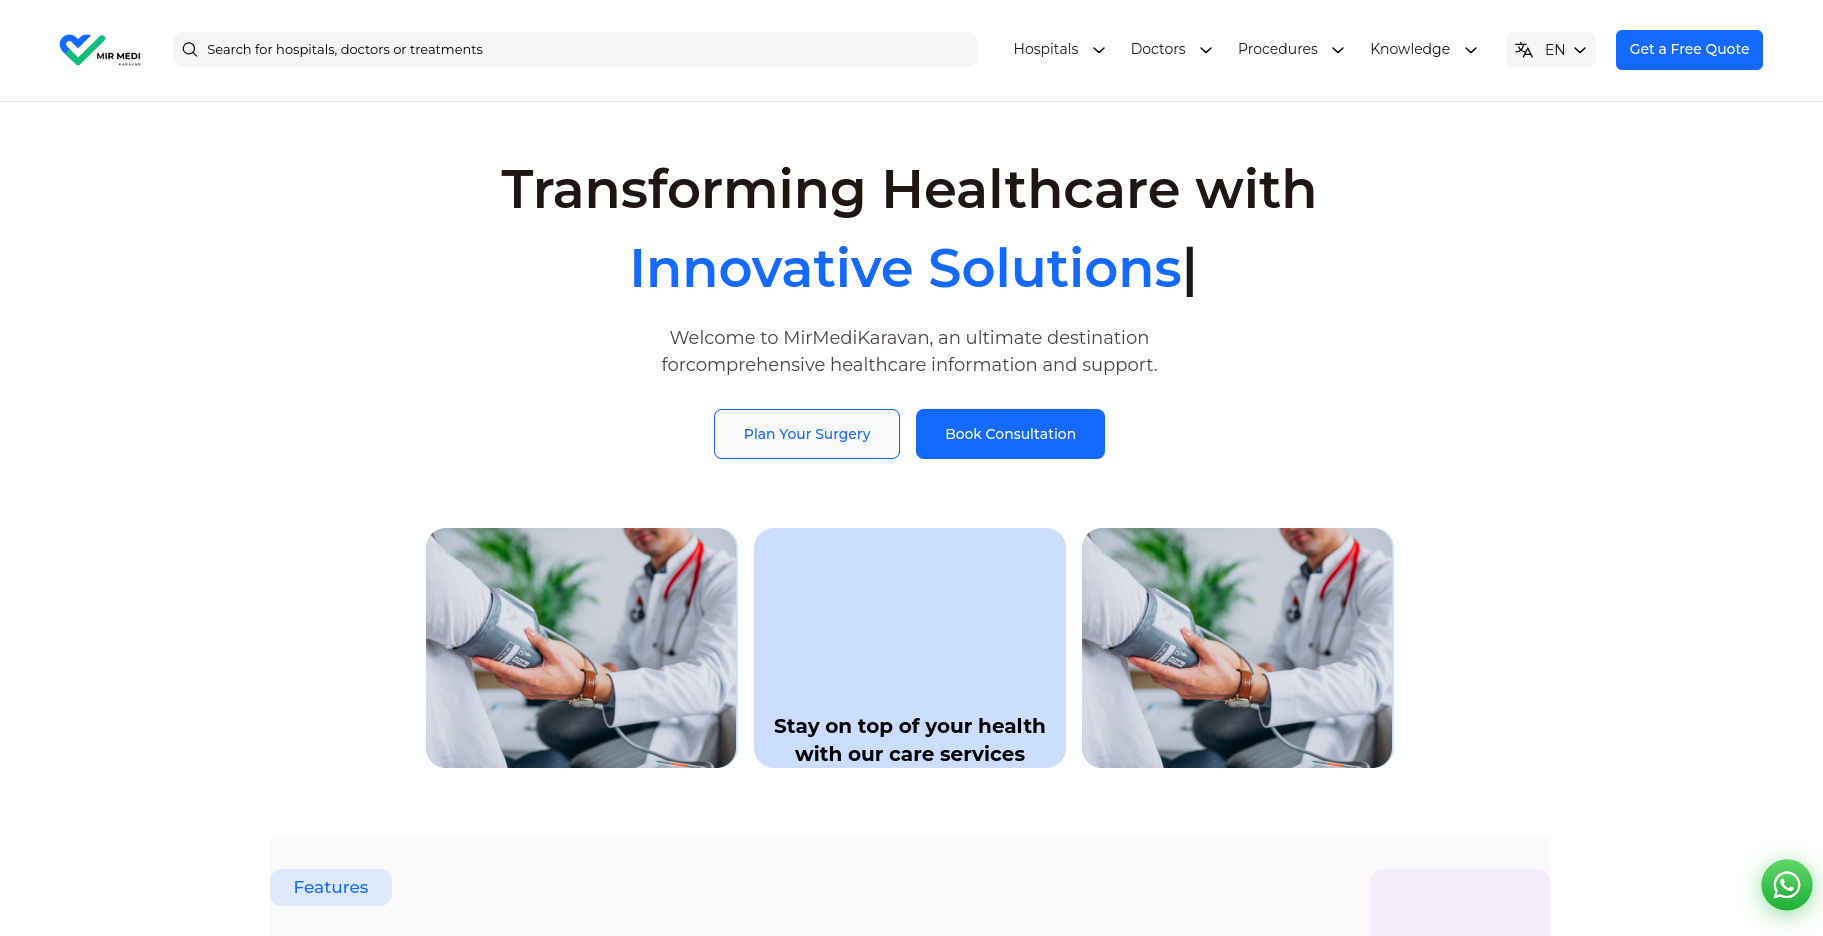 MIR MEDI
KARAVAN
Search for hospitals, doctors or treatments
Hospitals
Doctors
Procedures
Knowledge
EN
Get a Free Quote
Transforming Healthcare with
Innovative Solutions|
Welcome to MirMediKaravan, an ultimate destination
forcomprehensive healthcare information and support.
Plan Your Surgery
Book Consultation
Stay on top of your health
with our care services
Features